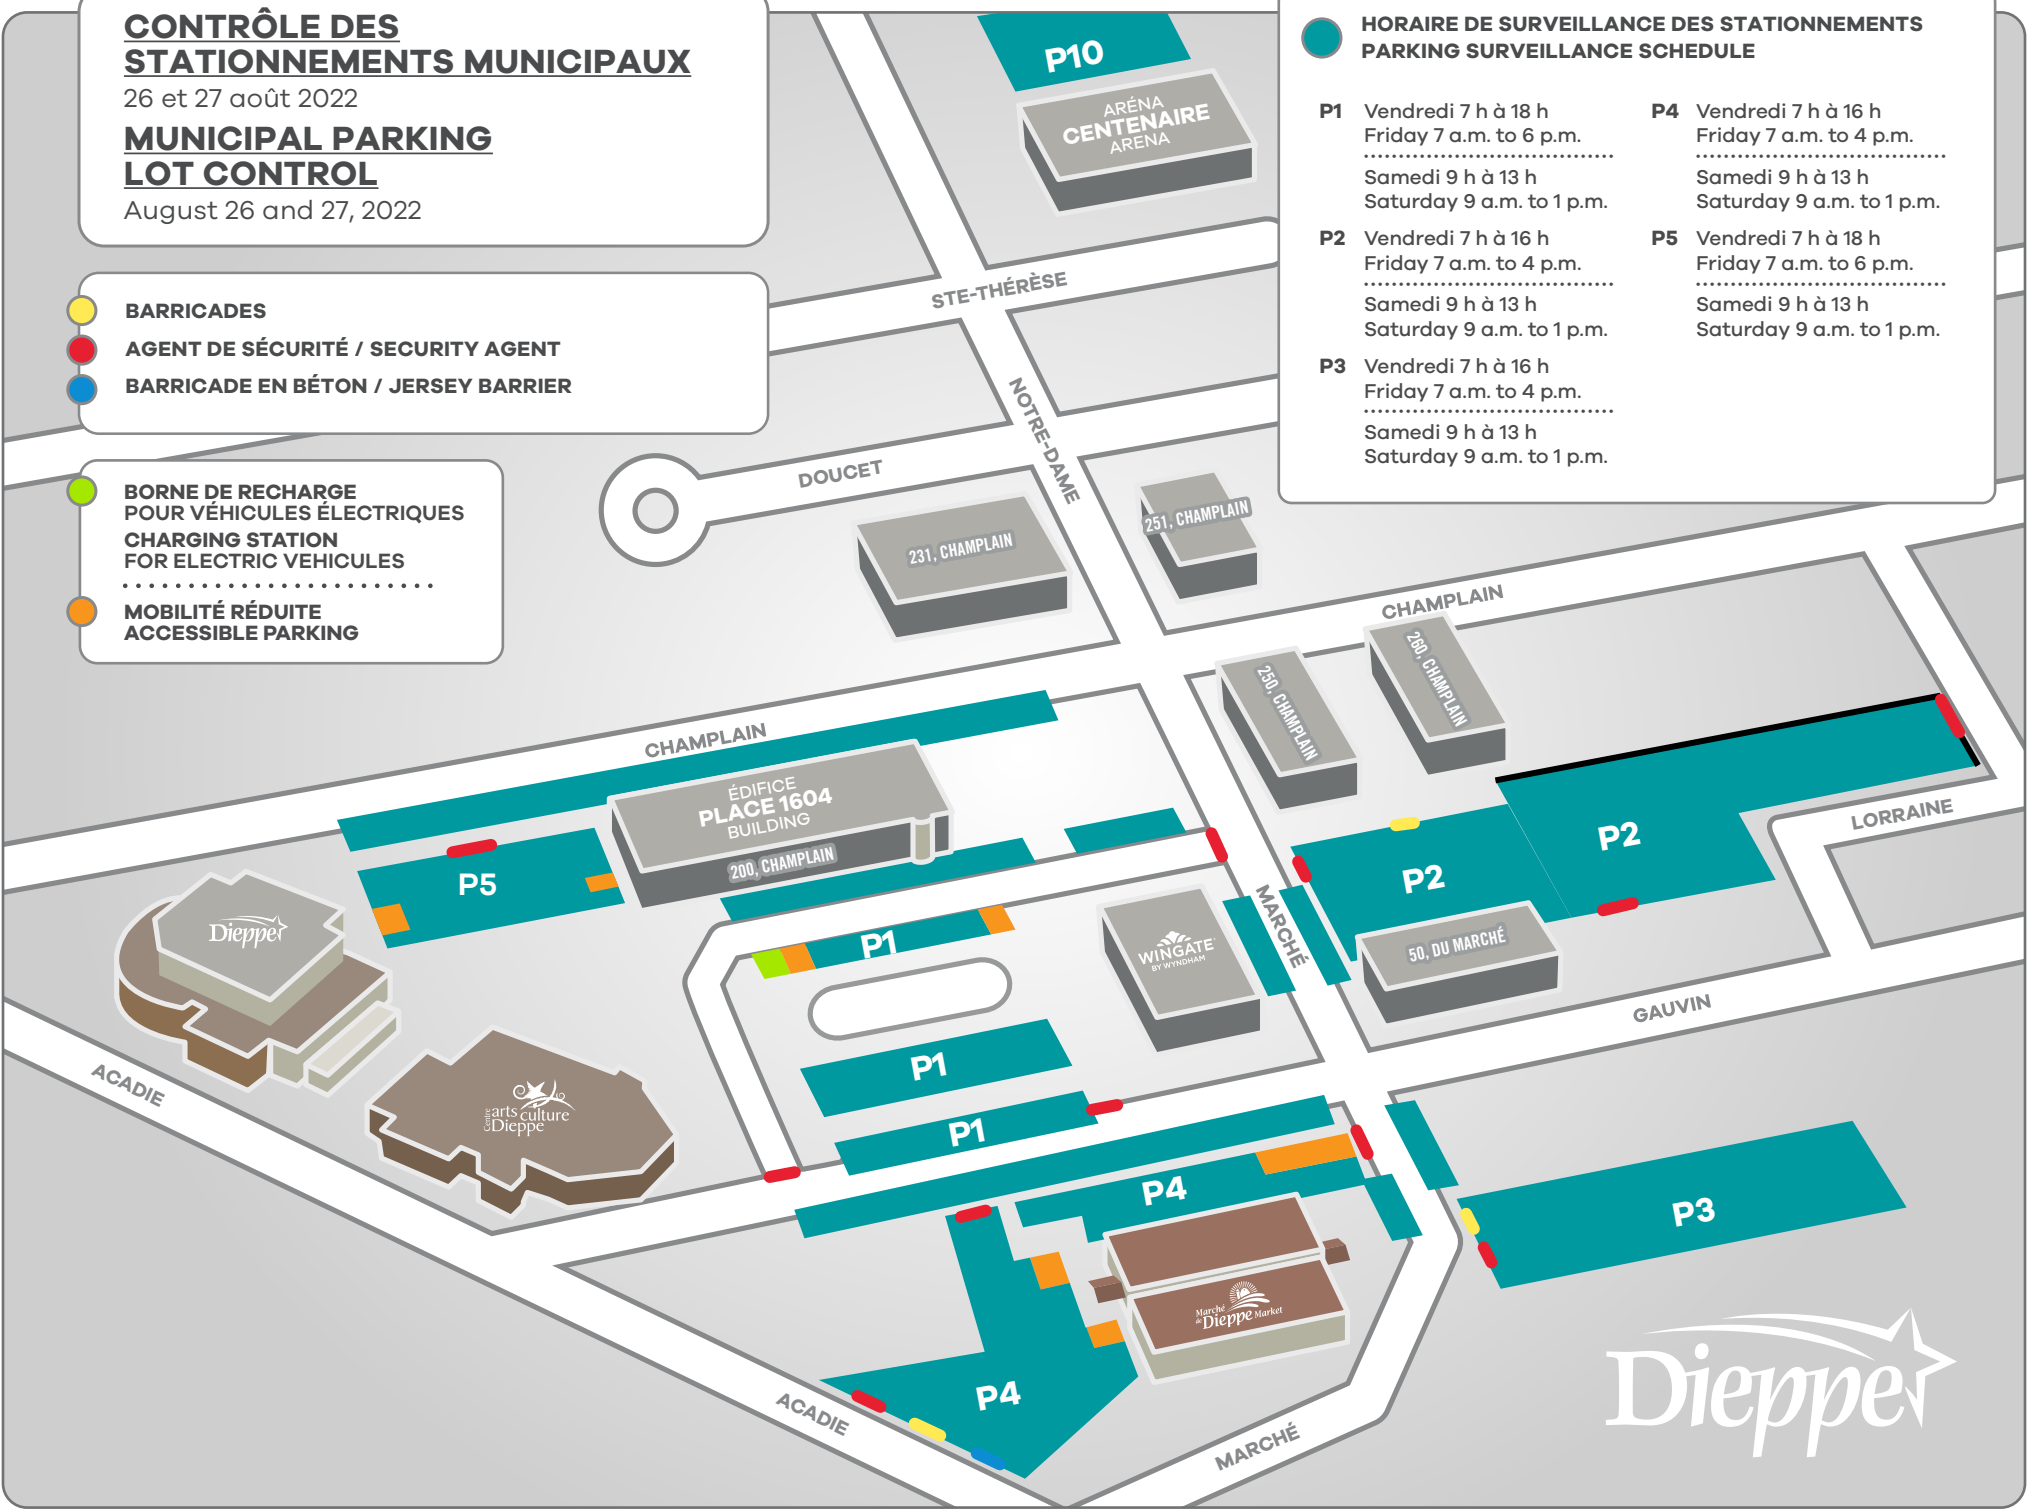 CONTRÔLE DES
STATIONNEMENTS MUNICIPAUX
26 et 27 août 2022
MUNICIPAL PARKING
LOT CONTROL
August 26 and 27, 2022
BARRICADES
AGENT DE SÉCURITÉ / SECURITY AGENT
BARRICADE EN BÉTON / JERSEY BARRIER
BORNE DE RECHARGE
POUR VÉHICULES ÉLECTRIQUES
CHARGING STATION
FOR ELECTRIC VEHICULES
MOBILITÉ RÉDUITE
ACCESSIBLE PARKING
HORAIRE DE SURVEILLANCE DES STATIONNEMENTS
PARKING SURVEILLANCE SCHEDULE
P1 Vendredi 7 h à 18 h
Friday 7 a.m. to 6 p.m.
Samedi 9 h à 13 h
Saturday 9 a.m. to 1 p.m.
P2 Vendredi 7 h à 16 h
Friday 7 a.m. to 4 p.m.
Samedi 9 h à 13 h
Saturday 9 a.m. to 1 p.m.
P3 Vendredi 7 h à 16 h
Friday 7 a.m. to 4 p.m.
Samedi 9 h à 13 h
Saturday 9 a.m. to 1 p.m.
P4 Vendredi 7 h à 16 h
Friday 7 a.m. to 4 p.m.
Samedi 9 h à 13 h
Saturday 9 a.m. to 1 p.m.
P5 Vendredi 7 h à 18 h
Friday 7 a.m. to 6 p.m.
Samedi 9 h à 13 h
Saturday 9 a.m. to 1 p.m.
P10
ARÉNA
CENTENAIRE
ARENA
STE-THÉRÈSE
NOTRE-DAME
DOUCET
231, CHAMPLAIN
251, CHAMPLAIN
CHAMPLAIN
250, CHAMPLAIN
260, CHAMPLAIN
CHAMPLAIN
ÉDIFICE
PLACE 1604
BUILDING
200, CHAMPLAIN
P5
P2
P2
LORRAINE
Dieppe
P1
MARCHÉ
WINGATE
BY WYNDHAM
50, DU MARCHÉ
GAUVIN
ACADIE
Centre
arts culture
Dieppe
P1
P1
P4
P3
Marché
de Dieppe Market
P4
ACADIE
MARCHÉ
Dieppe